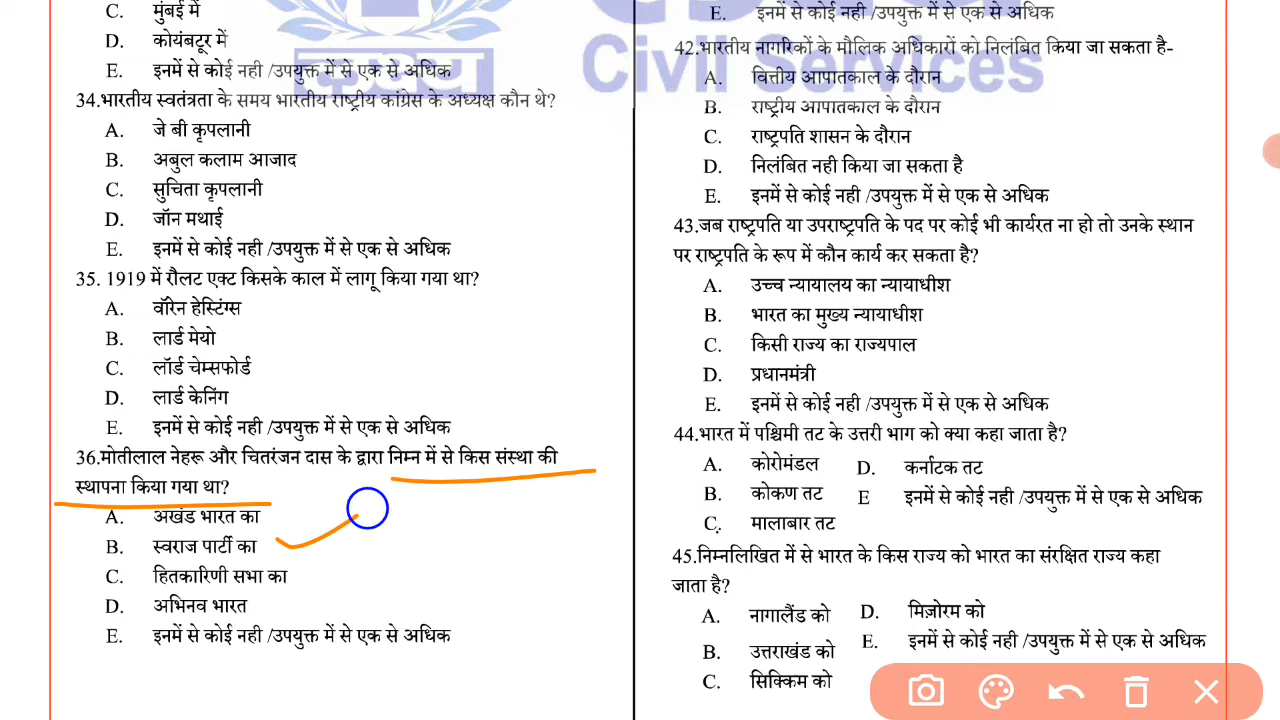 C. मुंबई में
D. कोयंबटूर में
E. इनमें से कोई नही /उपयुक्त में से एक से अधिक
34.भारतीय स्वतंत्रता के समय भारतीय राष्ट्रीय कांग्रेस के अध्यक्ष कौन थे?
A. जे बी कृपलानी
B. अबुल कलाम आजाद
C. सुचिता कृपलानी
D. जॉन मथाई
E. इनमें से कोई नही /उपयुक्त में से एक से अधिक
35. 1919 में रौलट एक्ट किसके काल में लागू किया गया था?
A. वॉरेन हेस्टिंग्स
B. लार्ड मेयो
C. लॉर्ड चेम्सफोर्ड
D. लार्ड केनिंग
E. इनमें से कोई नही /उपयुक्त में से एक से अधिक
36.मोतीलाल नेहरू और चितरंजन दास के द्वारा निम्न में से किस संस्था की
स्थापना किया गया था?
A. अखंड भारत का
B. स्वराज पार्टी का
C. हितकारिणी सभा का
D. अभिनव भारत
E. इनमें से कोई नही /उपयुक्त में से एक से अधिक
E. इनमें से कोई नही /उपयुक्त में से एक से अधिक
Civil Services
42.भारतीय नागरिकों के मौलिक अधिकारों को निलंबित किया जा सकता है-
A. वित्तीय आपातकाल के दौरान
B. राष्ट्रीय आपातकाल के दौरान
C. राष्ट्रपति शासन के दौरान
D. निलंबित नही किया जा सकता है
E. इनमें से कोई नही /उपयुक्त में से एक से अधिक
43.जब राष्ट्रपति या उपराष्ट्रपति के पद पर कोई भी कार्यरत ना हो तो उनके स्थान
पर राष्ट्रपति के रूप में कौन कार्य कर सकता है?
A. उच्च न्यायालय का न्यायाधीश
B. भारत का मुख्य न्यायाधीश
C. किसी राज्य का राज्यपाल
D. प्रधानमंत्री
E. इनमें से कोई नही /उपयुक्त में से एक से अधिक
44.भारत में पश्चिमी तट के उत्तरी भाग को क्या कहा जाता है?
A. कोरोमंडल D. कर्नाटक तट
B. कोकण तट E इनमें से कोई नही /उपयुक्त में से एक से अधिक
C. मालाबार तट
45.निम्नलिखित में से भारत के किस राज्य को भारत का संरक्षित राज्य कहा
जाता है?
A. नागालैंड को D. मिज़ोरम को
B. उत्तराखंड को E. इनमें से कोई नही /उपयुक्त में से एक से अधिक
C. सिक्किम को